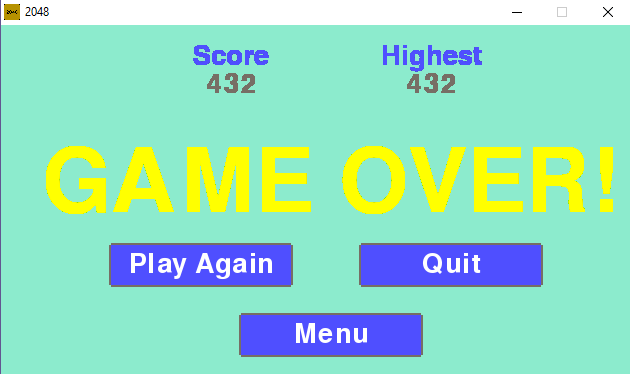 2048
Score Highest
432 432
GAME OVER!
Play Again Quit
Menu